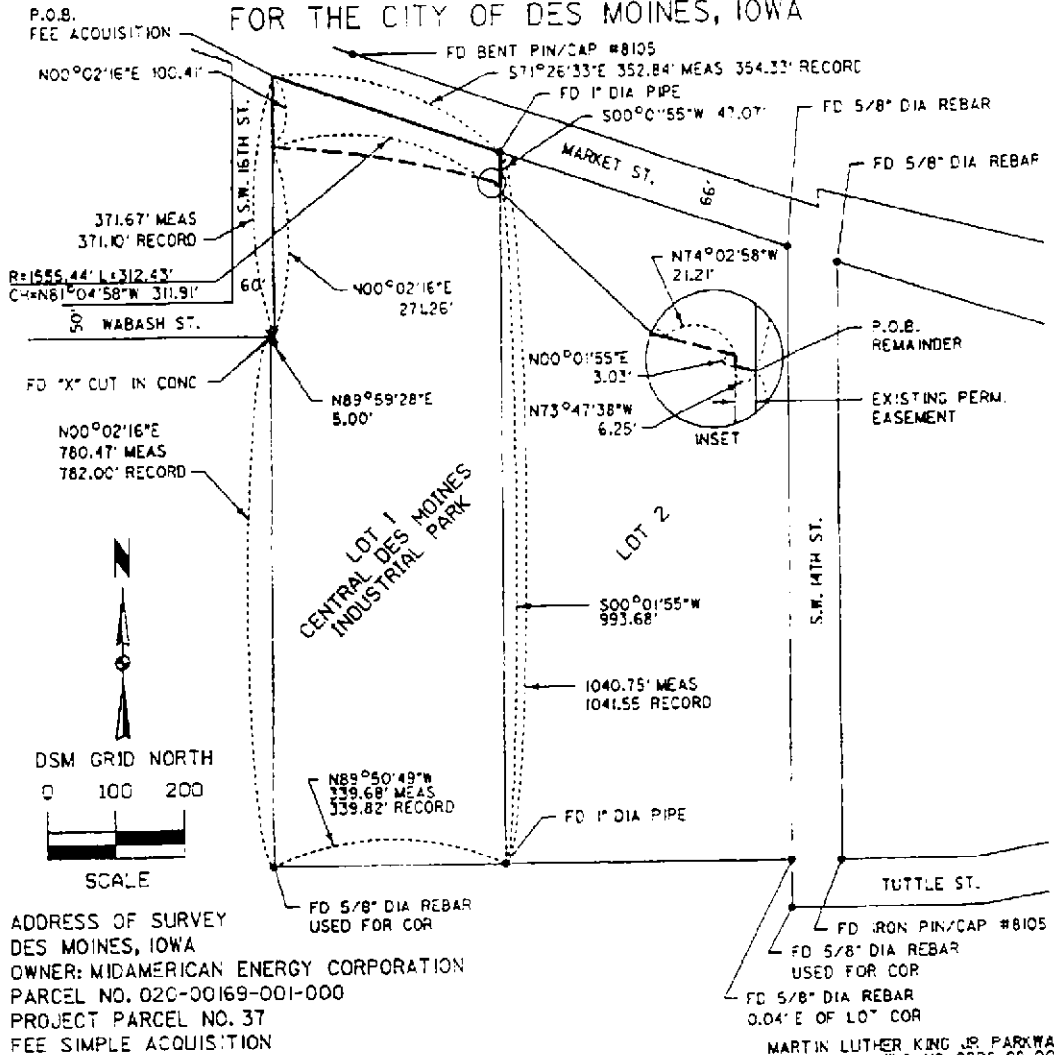 FOR THE CITY OF DES MOINES, IOWA
P.O.B.
FEE ACQUISITION
N00°02'16"E 100.41'
FD BENT PIN/CAP #8105
S71°26'33"E 352.84' MEAS 354.33' RECORD
FD 1" DIA PIPE
S00°01'55"W 47.07'
FD 5/8" DIA REBAR
FD 5/8" DIA REBAR
MARKET ST.
66'
S.W. 16TH ST.
371.67' MEAS
371.10' RECORD
R=1555.44' L=312.43'
CH=N81°04'58"W 311.91'
60'
50'
WABASH ST.
N00°02'16"E
271.26'
N74°02'58"W
21.21'
P.O.B.
REMAINDER
N00°01'55"E
3.03'
N73°47'38"W
6.25'
EXISTING PERM.
EASEMENT
INSET
FD "X" CUT IN CONC
N89°59'28"E
5.00'
N00°02'16"E
780.47' MEAS
782.00' RECORD
LOT 1
CENTRAL DES MOINES
INDUSTRIAL PARK
LOT 2
S.W. 14TH ST.
N
S00°01'55"W
993.68'
1040.75' MEAS
1041.55 RECORD
DSM GRID NORTH
0 100 200
SCALE
N89°50'49"W
339.68' MEAS
339.82' RECORD
FD 1" DIA PIPE
TUTTLE ST.
FD 5/8" DIA REBAR
USED FOR COR
FD IRON PIN/CAP #8105
FD 5/8" DIA REBAR
USED FOR COR
FD 5/8" DIA REBAR
0.04' E OF LOT COR
ADDRESS OF SURVEY
DES MOINES, IOWA
OWNER: MIDAMERICAN ENERGY CORPORATION
PARCEL NO. 020-00169-001-000
PROJECT PARCEL NO. 37
FEE SIMPLE ACQUISITION
MARTIN LUTHER KING JR. PARKWA